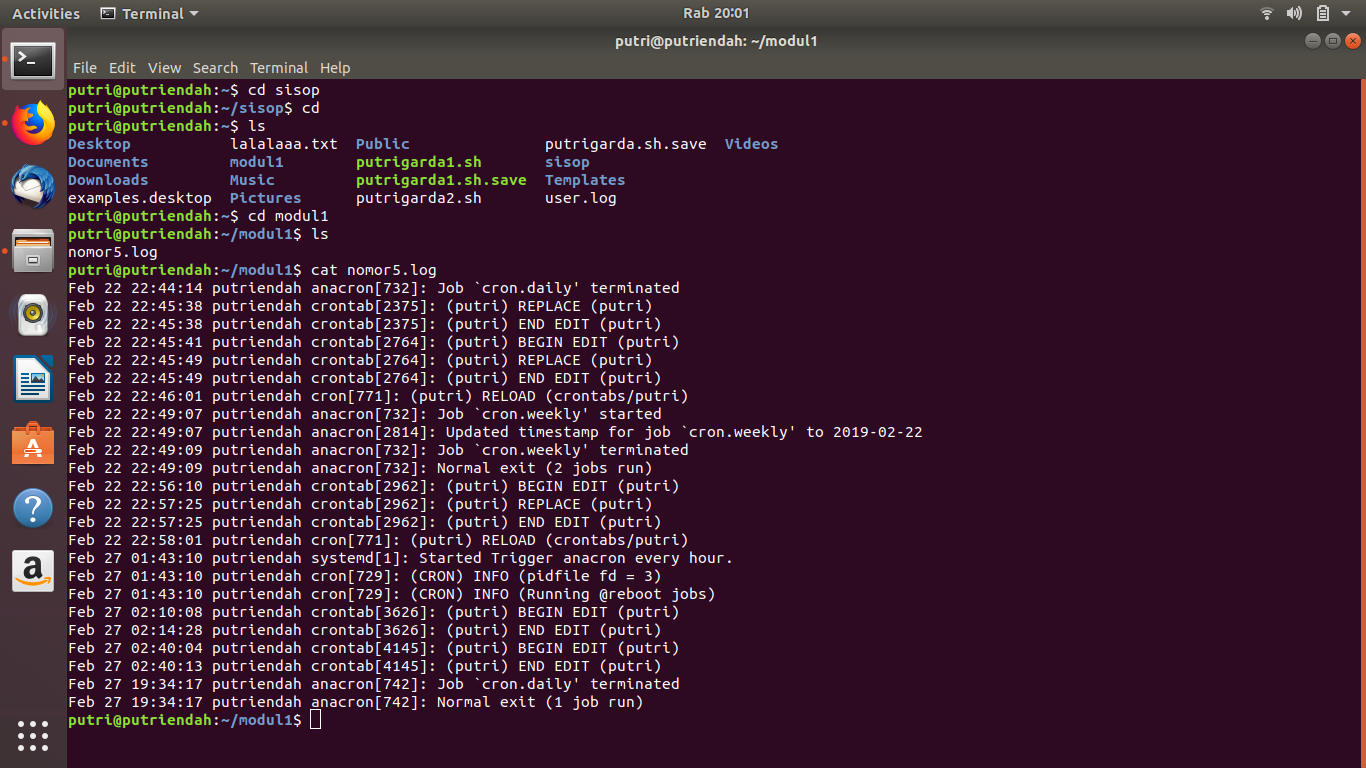 Activities Terminal Rab 20:01
putri@putriendah: ~/modul1
File Edit View Search Terminal Help
putri@putriendah:~$ cd sisop
putri@putriendah:~/sisop$ cd
putri@putriendah:~$ ls
Desktop lalalaaa.txt Public putrigarda.sh.save Videos
Documents modul1 putrigarda1.sh sisop
Downloads Music putrigarda1.sh.save Templates
examples.desktop Pictures putrigarda2.sh user.log
putri@putriendah:~$ cd modul1
putri@putriendah:~/modul1$ ls
nomor5.log
putri@putriendah:~/modul1$ cat nomor5.log
Feb 22 22:44:14 putriendah anacron[732]: Job `cron.daily' terminated
Feb 22 22:45:38 putriendah crontab[2375]: (putri) REPLACE (putri)
Feb 22 22:45:38 putriendah crontab[2375]: (putri) END EDIT (putri)
Feb 22 22:45:41 putriendah crontab[2764]: (putri) BEGIN EDIT (putri)
Feb 22 22:45:49 putriendah crontab[2764]: (putri) REPLACE (putri)
Feb 22 22:45:49 putriendah crontab[2764]: (putri) END EDIT (putri)
Feb 22 22:46:01 putriendah cron[771]: (putri) RELOAD (crontabs/putri)
Feb 22 22:49:07 putriendah anacron[732]: Job `cron.weekly' started
Feb 22 22:49:07 putriendah anacron[2814]: Updated timestamp for job `cron.weekly' to 2019-02-22
Feb 22 22:49:09 putriendah anacron[732]: Job `cron.weekly' terminated
Feb 22 22:49:09 putriendah anacron[732]: Normal exit (2 jobs run)
Feb 22 22:56:10 putriendah crontab[2962]: (putri) BEGIN EDIT (putri)
Feb 22 22:57:25 putriendah crontab[2962]: (putri) REPLACE (putri)
Feb 22 22:57:25 putriendah crontab[2962]: (putri) END EDIT (putri)
Feb 22 22:58:01 putriendah cron[771]: (putri) RELOAD (crontabs/putri)
Feb 27 01:43:10 putriendah systemd[1]: Started Trigger anacron every hour.
Feb 27 01:43:10 putriendah cron[729]: (CRON) INFO (pidfile fd = 3)
Feb 27 01:43:10 putriendah cron[729]: (CRON) INFO (Running @reboot jobs)
Feb 27 02:10:08 putriendah crontab[3626]: (putri) BEGIN EDIT (putri)
Feb 27 02:14:28 putriendah crontab[3626]: (putri) END EDIT (putri)
Feb 27 02:40:04 putriendah crontab[4145]: (putri) BEGIN EDIT (putri)
Feb 27 02:40:13 putriendah crontab[4145]: (putri) END EDIT (putri)
Feb 27 19:34:17 putriendah anacron[742]: Job `cron.daily' terminated
Feb 27 19:34:17 putriendah anacron[742]: Normal exit (1 job run)
putri@putriendah:~/modul1$